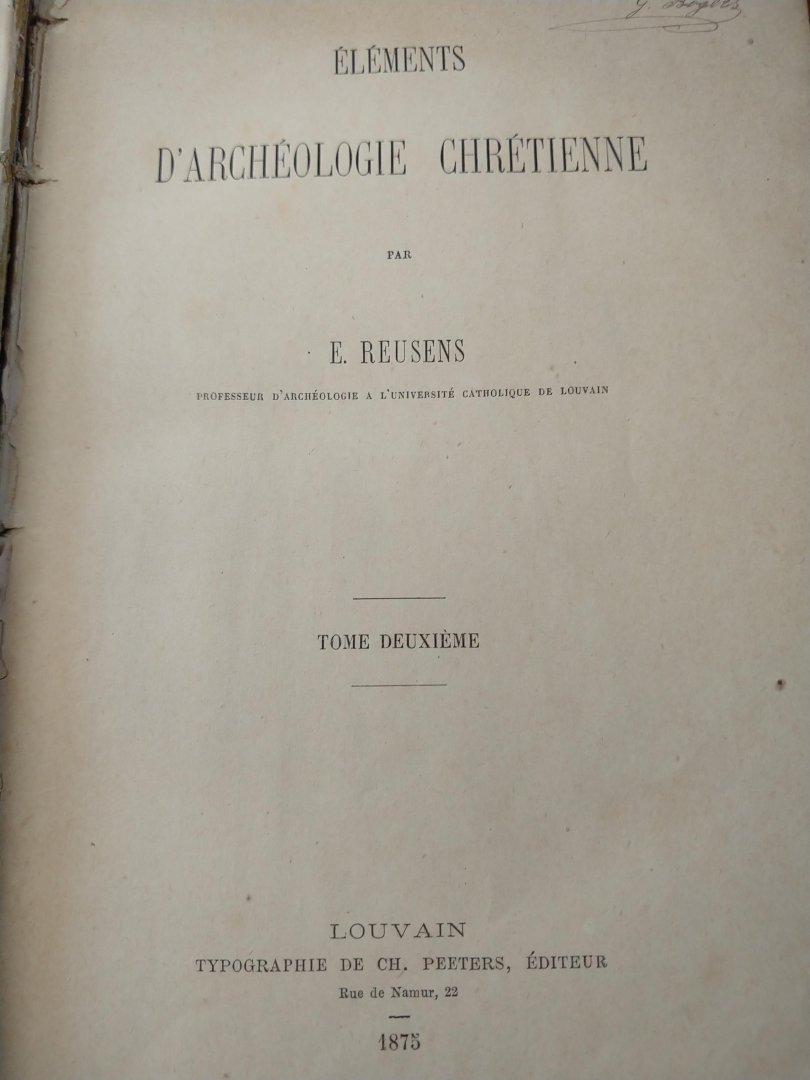 ÉLÉMENTS
D'ARCHÉOLOGIE CHRÉTIENNE
PAR
E. REUSENS
PROFESSEUR D'ARCHÉOLOGIE A L'UNIVERSITÉ CATHOLIQUE DE LOUVAIN
TOME DEUXIÈME
LOUVAIN
TYPOGRAPHIE DE CH. PEETERS, ÉDITEUR
Rue de Namur, 22
1875